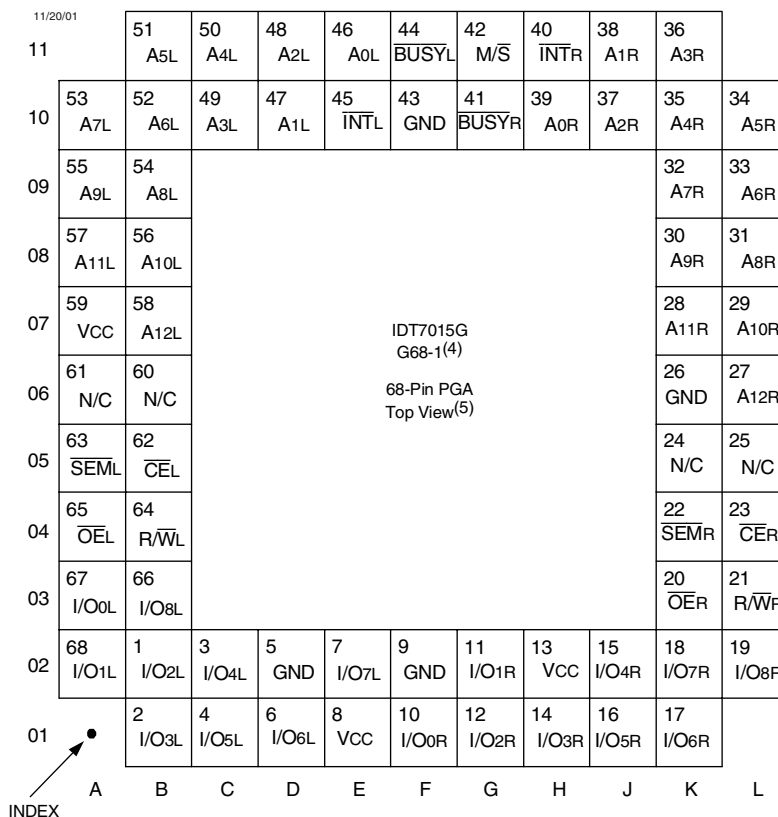 11/20/01
11 51 50 48 46 44 42 40 38 36
A5L A4L A2L A0L BUSYL M/S INTR A1R A3R
10 53 52 49 47 45 43 41 39 37 35 34
A7L A6L A3L A1L INTL GND BUSYR A0R A2R A4R A5R
09 55 54 32 33
A9L A8L A7R A6R
08 57 56 30 31
A11L A10L A9R A8R
07 59 58 28 29
VCC A12L A11R A10R
IDT7015G
G68-1(4)
68-Pin PGA
Top View(5)
06 61 60 26 27
N/C N/C GND A12R
05 63 62 24 25
SEML CEL N/C N/C
04 65 64 22 23
OEL R/WL SEMR CER
03 67 66 20 21
I/O0L I/O8L OER R/WR
02 68 1 3 5 7 9 11 13 15 18 19
I/O1L I/O2L I/O4L GND I/O7L GND I/O1R VCC I/O4R I/O7R I/O8R
01 2 4 6 8 10 12 14 16 17
I/O3L I/O5L I/O6L VCC I/O0R I/O2R I/O3R I/O5R I/O6R
A B C D E F G H J K L
INDEX